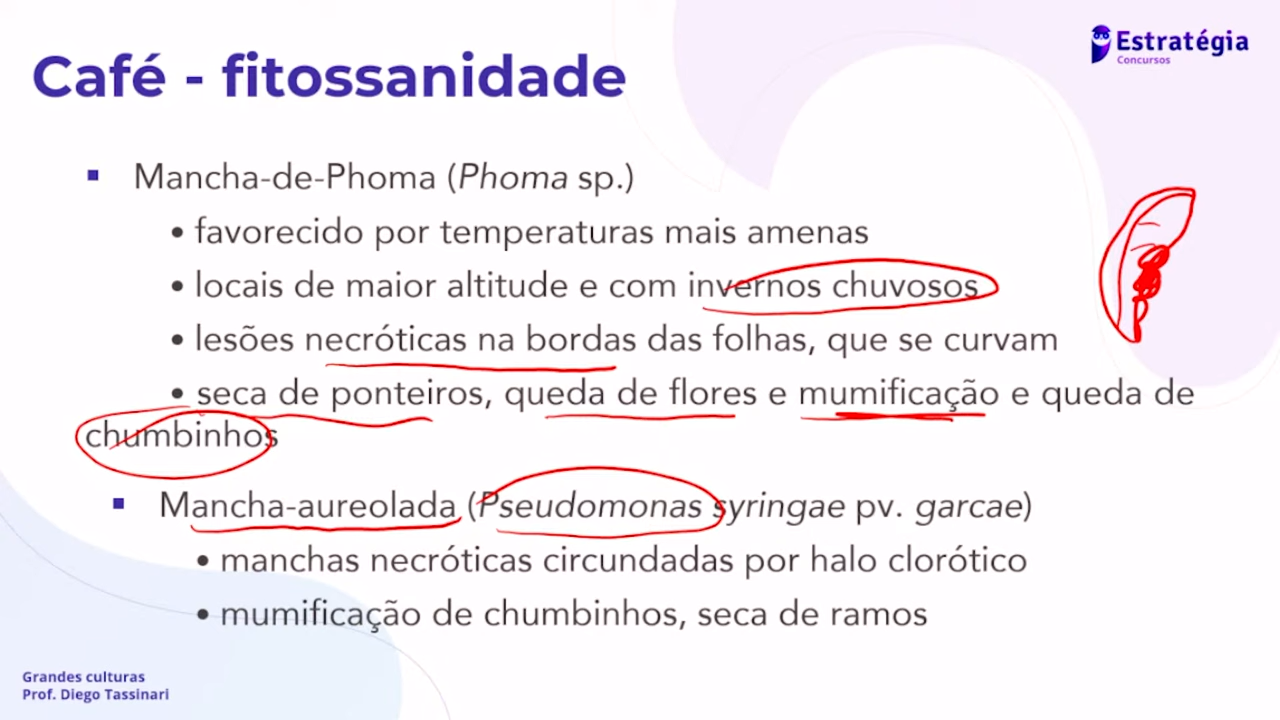 Estratégia
Concursos
Café - fitossanidade
▪ Mancha-de-Phoma (Phoma sp.)
• favorecido por temperaturas mais amenas
• locais de maior altitude e com invernos chuvosos
• lesões necróticas na bordas das folhas, que se curvam
• seca de ponteiros, queda de flores e mumificação e queda de
chumbinhos
▪ Mancha-aureolada (Pseudomonas syringae pv. garcae)
• manchas necróticas circundadas por halo clorótico
• mumificação de chumbinhos, seca de ramos
Grandes culturas
Prof. Diego Tassinari